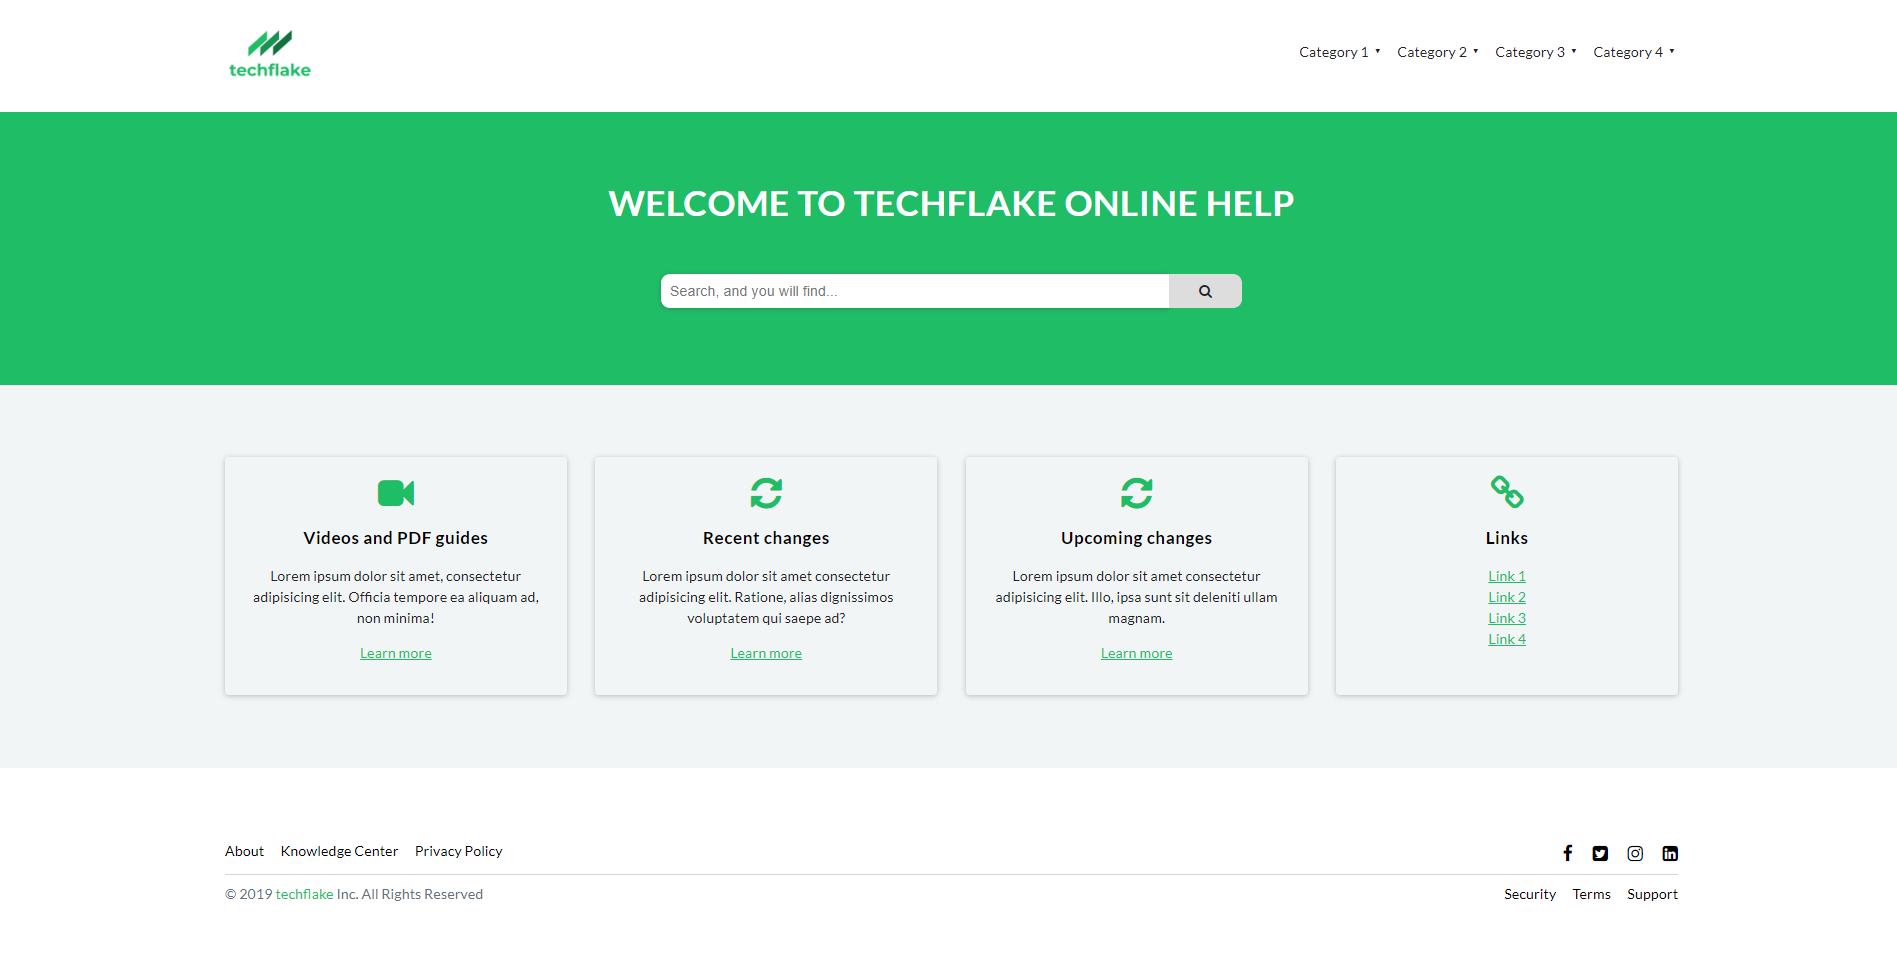 techflake
Category 1 Category 2 Category 3 Category 4
WELCOME TO TECHFLAKE ONLINE HELP
Search, and you will find...
Videos and PDF guides
Lorem ipsum dolor sit amet, consectetur
adipisicing elit. Officia tempore ea aliquam ad,
non minima!
Learn more
Recent changes
Lorem ipsum dolor sit amet consectetur
adipisicing elit. Ratione, alias dignissimos
voluptatem qui saepe ad?
Learn more
Upcoming changes
Lorem ipsum dolor sit amet consectetur
adipisicing elit. Illo, ipsa sunt sit deleniti ullam
magnam.
Learn more
Links
Link 1
Link 2
Link 3
Link 4
About Knowledge Center Privacy Policy
© 2019 techflake Inc. All Rights Reserved
Security Terms Support